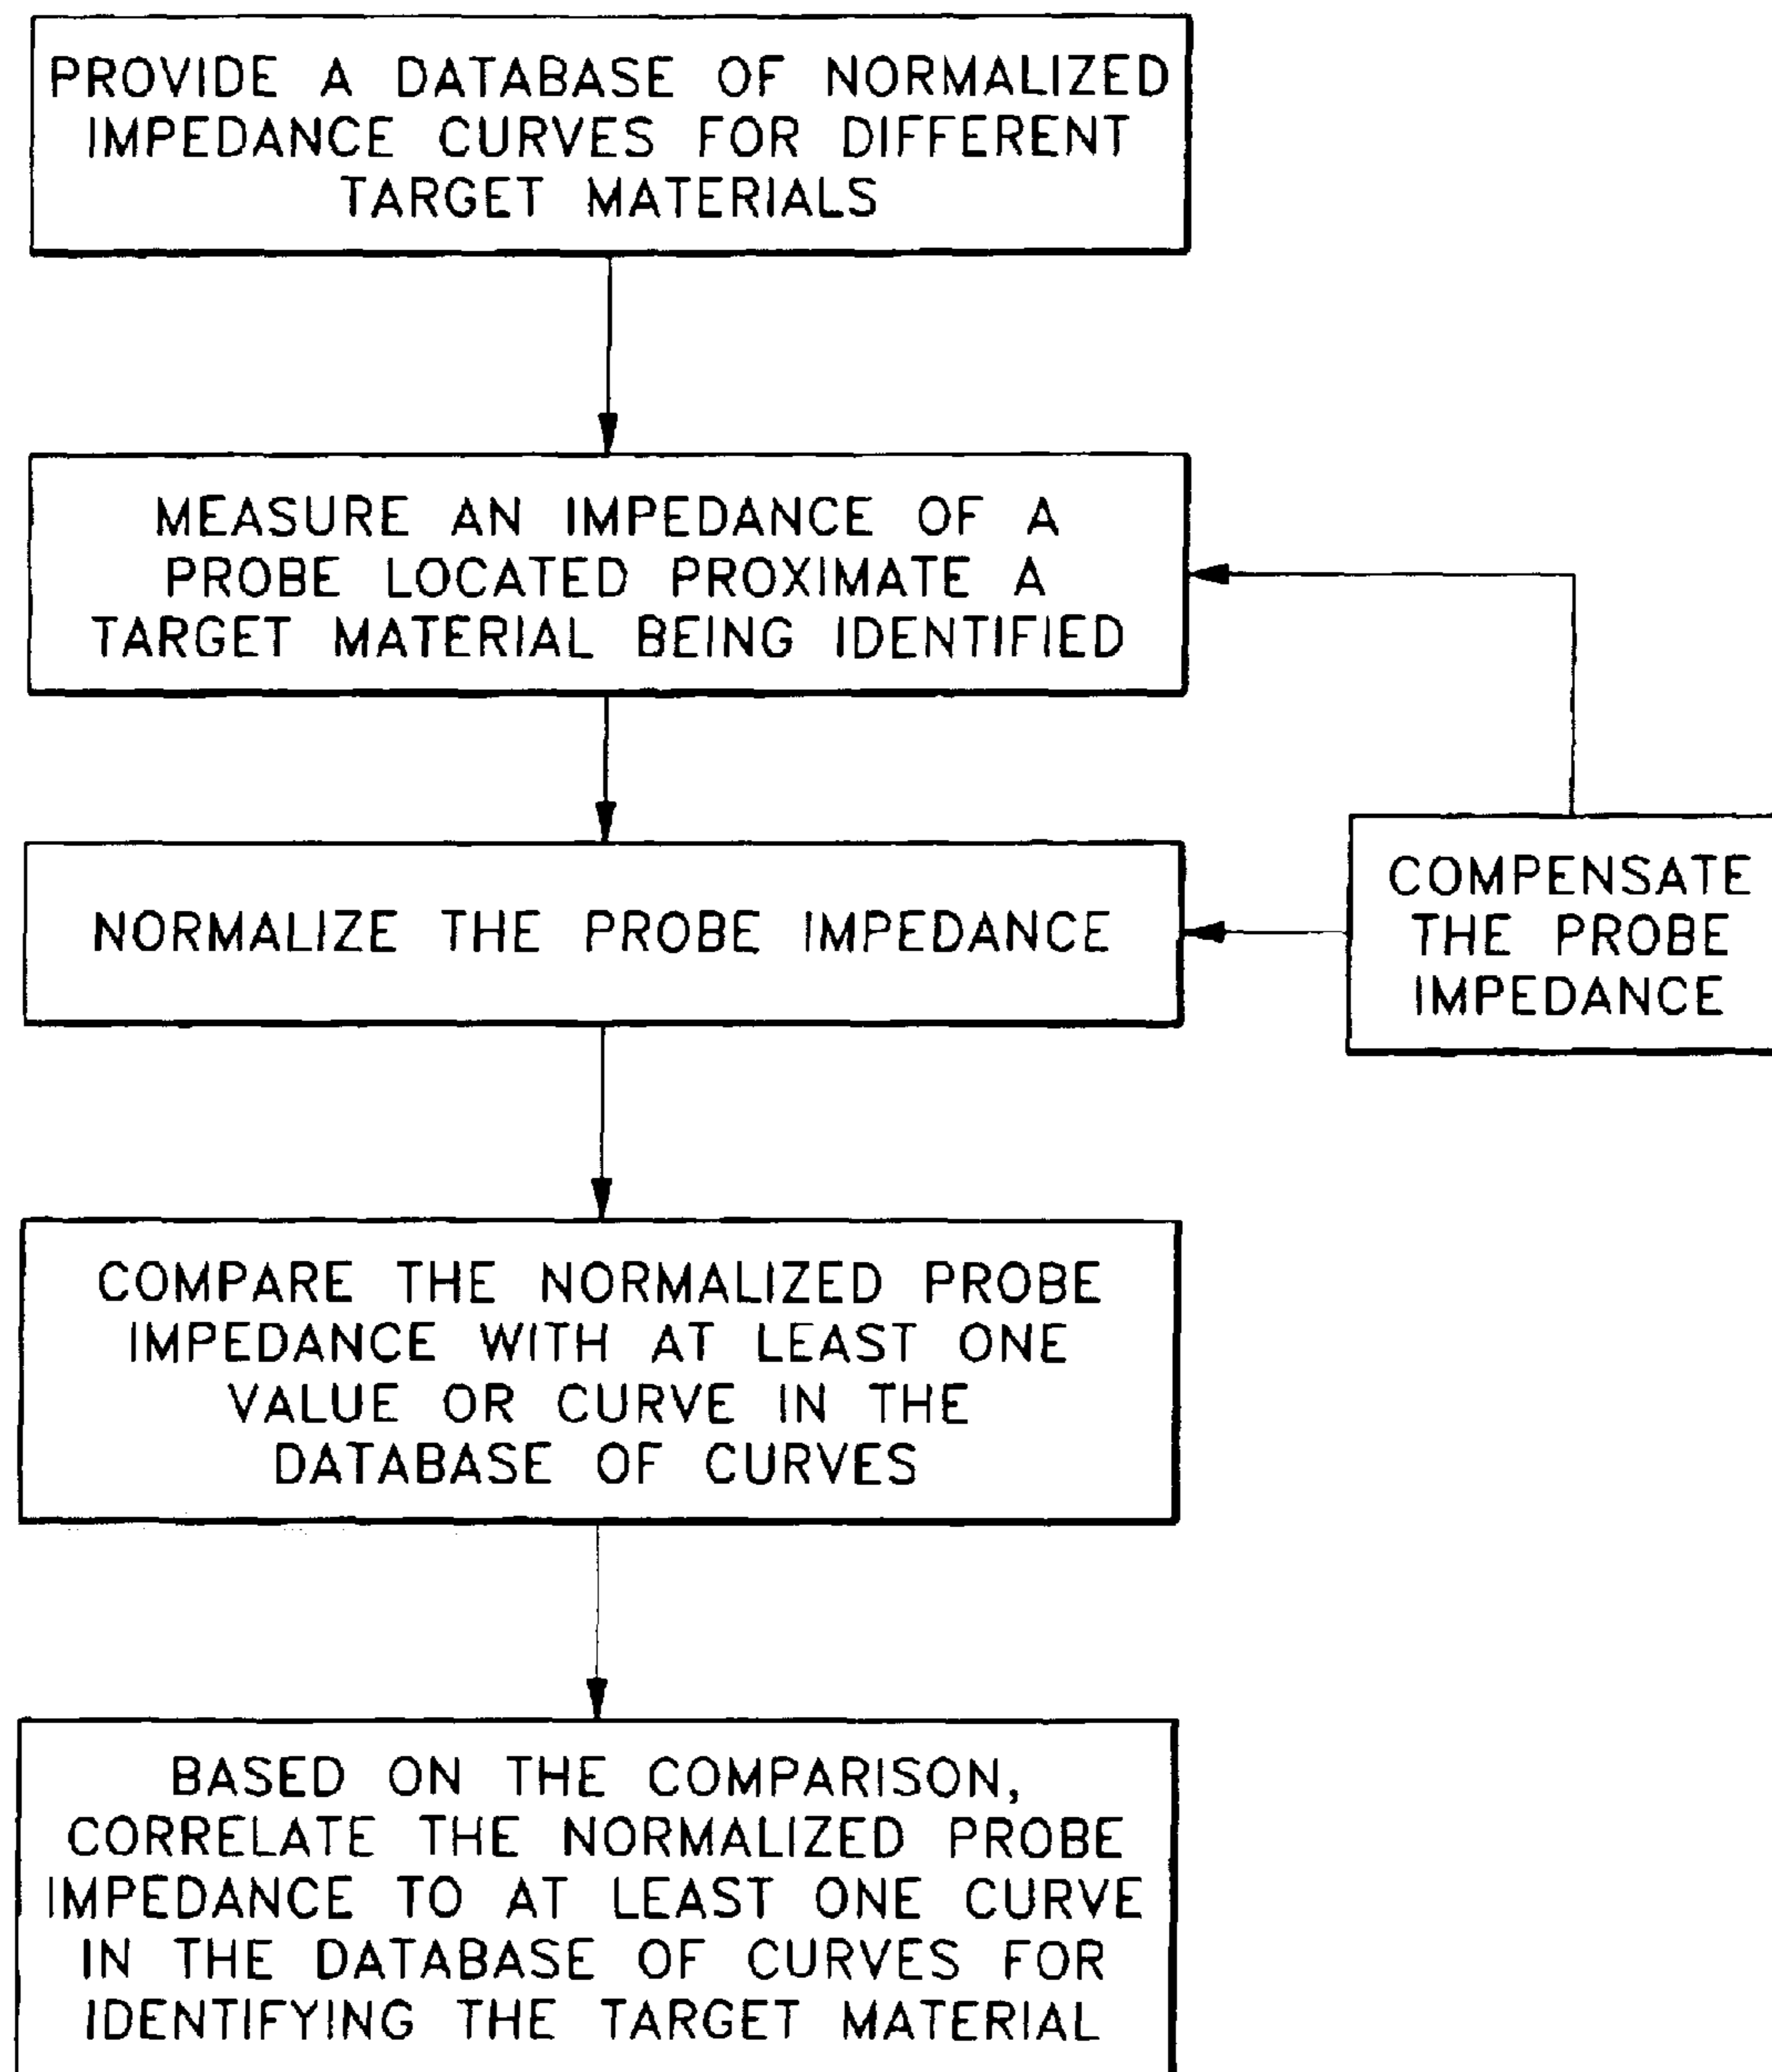 PROVIDE A DATABASE OF NORMALIZED
IMPEDANCE CURVES FOR DIFFERENT
TARGET MATERIALS
MEASURE AN IMPEDANCE OF A
PROBE LOCATED PROXIMATE A
TARGET MATERIAL BEING IDENTIFIED
NORMALIZE THE PROBE IMPEDANCE
COMPENSATE
THE PROBE
IMPEDANCE
COMPARE THE NORMALIZED PROBE
IMPEDANCE WITH AT LEAST ONE
VALUE OR CURVE IN THE
DATABASE OF CURVES
BASED ON THE COMPARISON,
CORRELATE THE NORMALIZED PROBE
IMPEDANCE TO AT LEAST ONE CURVE
IN THE DATABASE OF CURVES FOR
IDENTIFYING THE TARGET MATERIAL